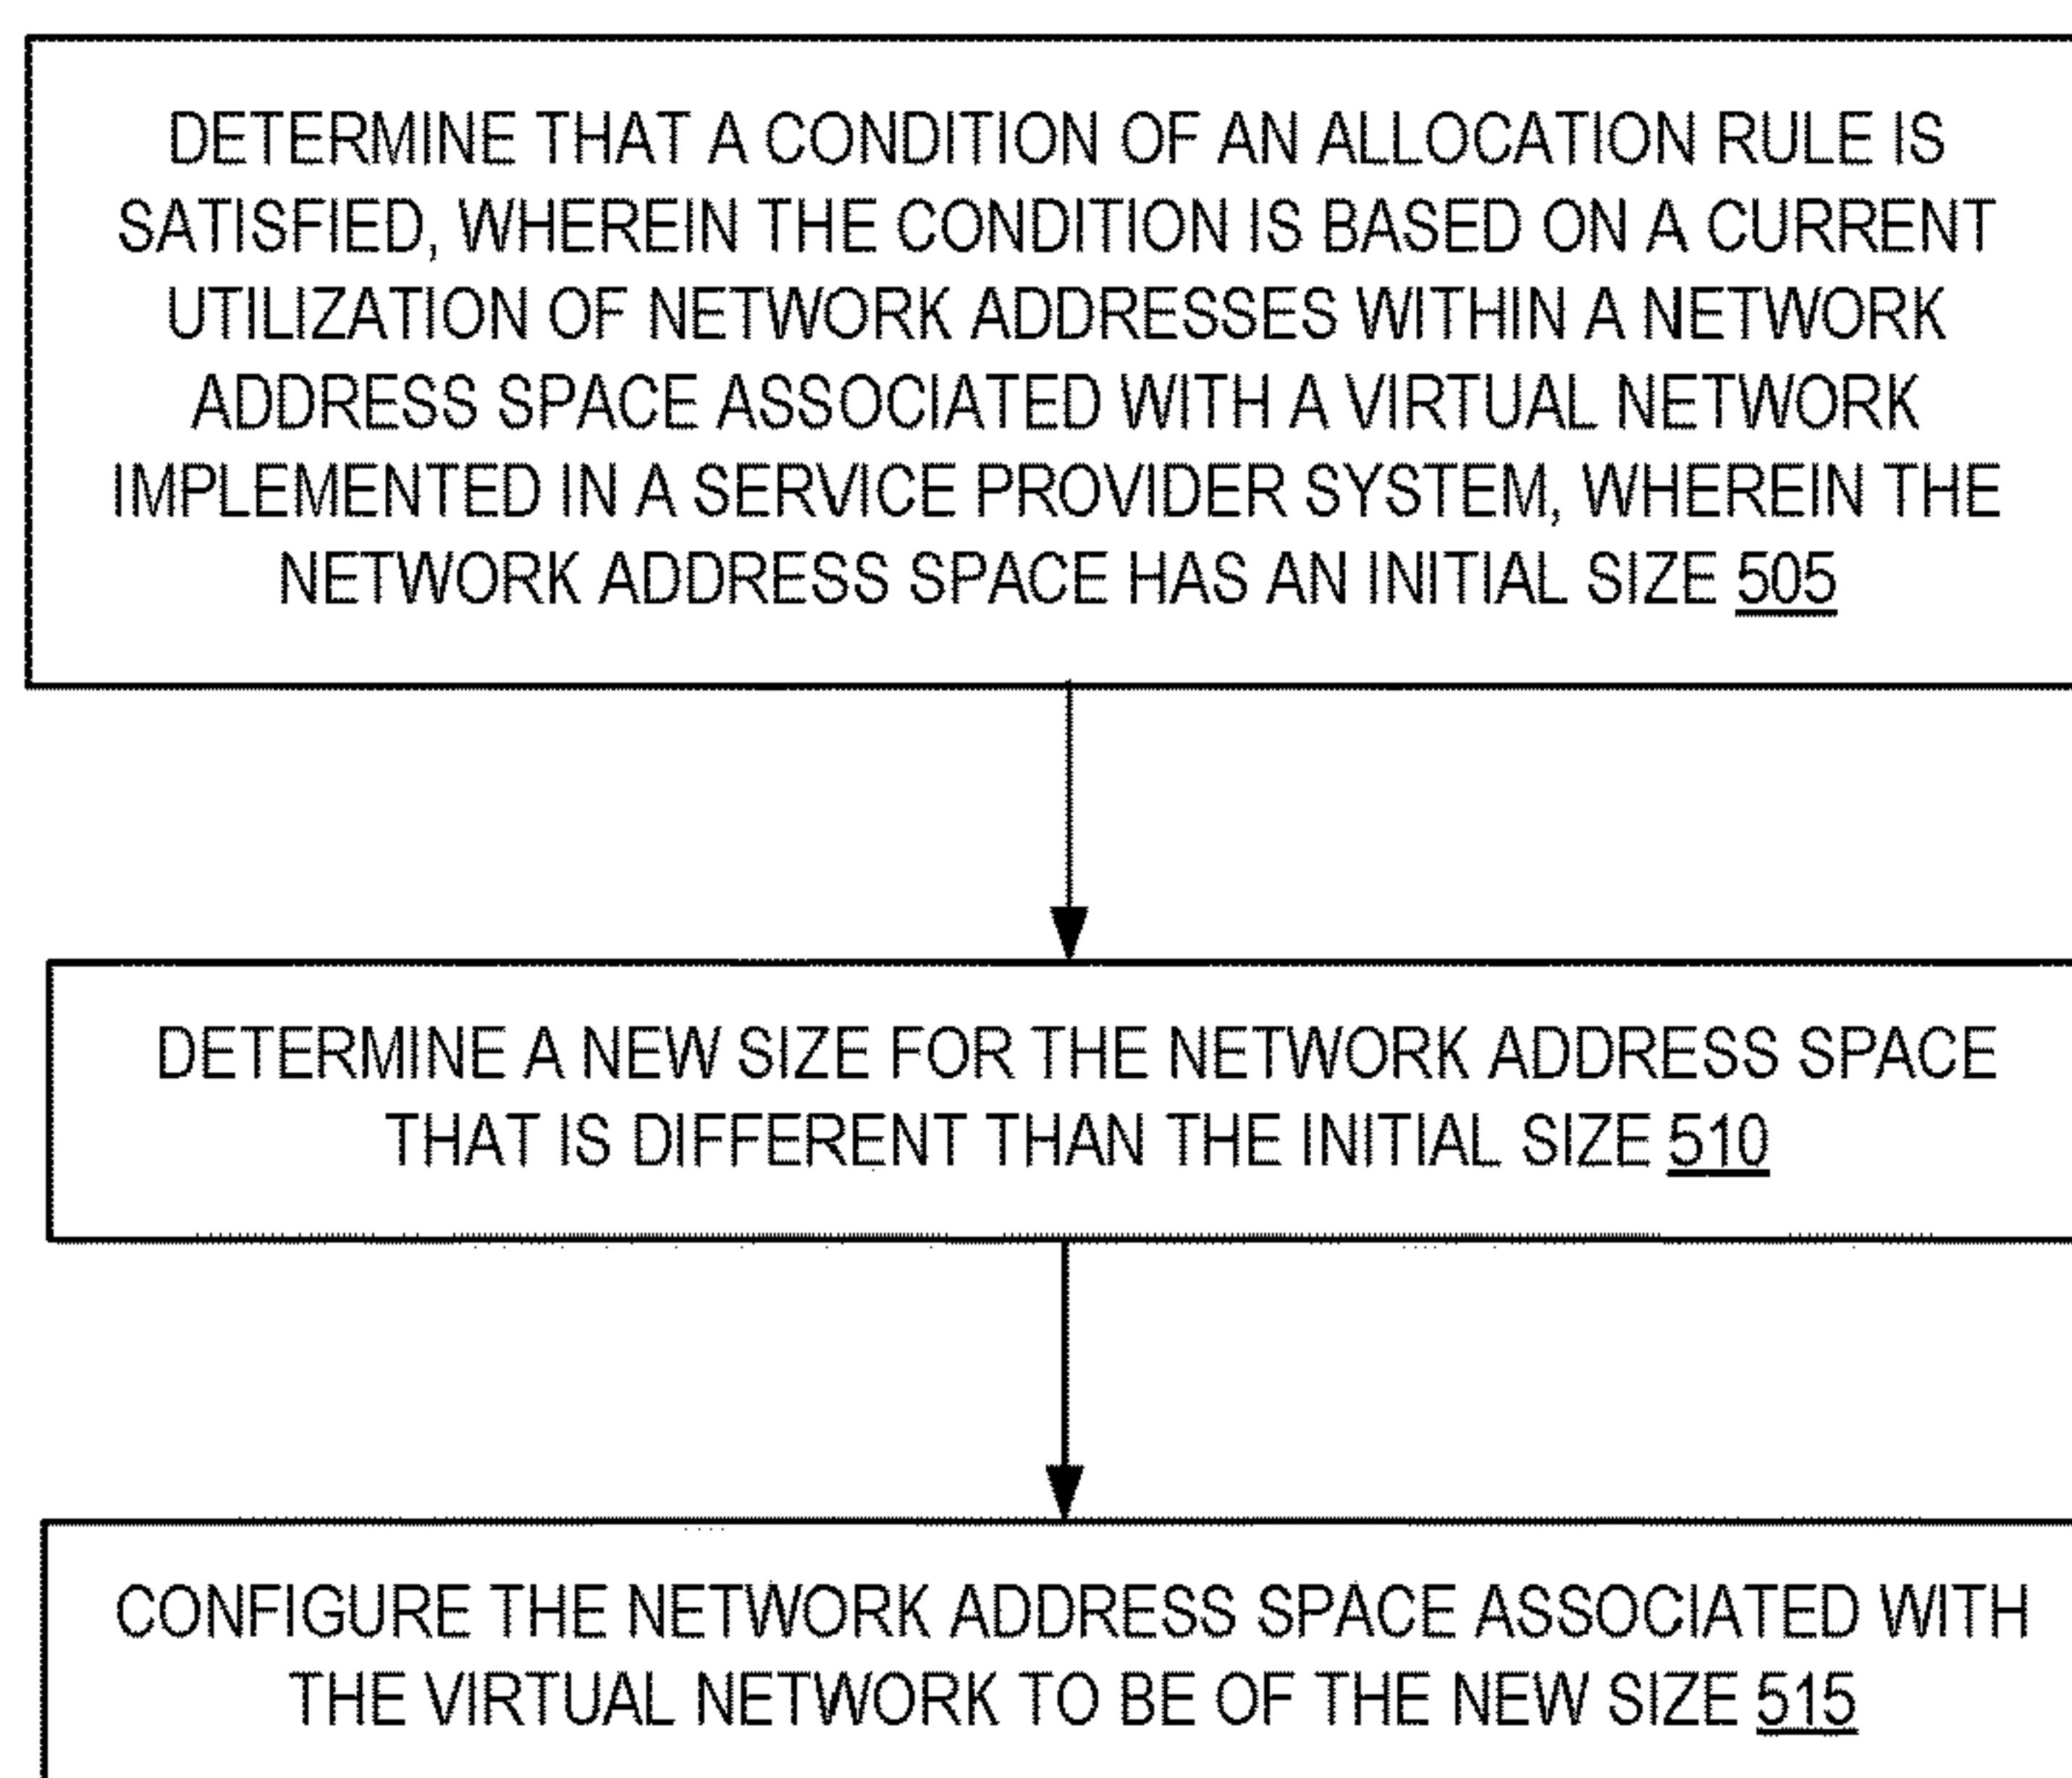 DETERMINE THAT A CONDITION OF AN ALLOCATION RULE IS
SATISFIED, WHEREIN THE CONDITION IS BASED ON A CURRENT
UTILIZATION OF NETWORK ADDRESSES WITHIN A NETWORK
ADDRESS SPACE ASSOCIATED WITH A VIRTUAL NETWORK
IMPLEMENTED IN A SERVICE PROVIDER SYSTEM, WHEREIN THE
NETWORK ADDRESS SPACE HAS AN INITIAL SIZE 505
DETERMINE A NEW SIZE FOR THE NETWORK ADDRESS SPACE
THAT IS DIFFERENT THAN THE INITIAL SIZE 510
CONFIGURE THE NETWORK ADDRESS SPACE ASSOCIATED WITH
THE VIRTUAL NETWORK TO BE OF THE NEW SIZE 515